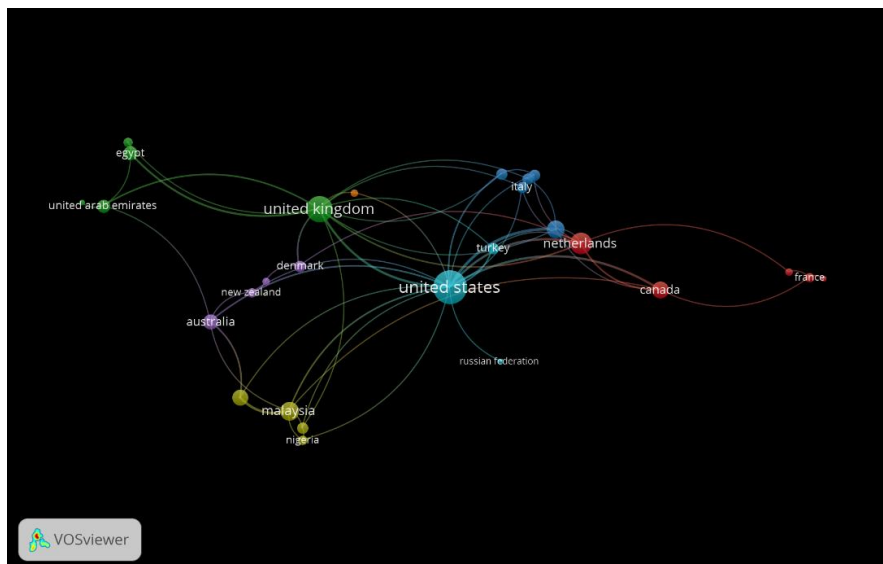 egypt
italy
united arab emirates
united kingdom
netherlands
turkey
denmark
france
united states
canada
new zealand
australia
russian federation
malaysia
nigeria
VOSviewer